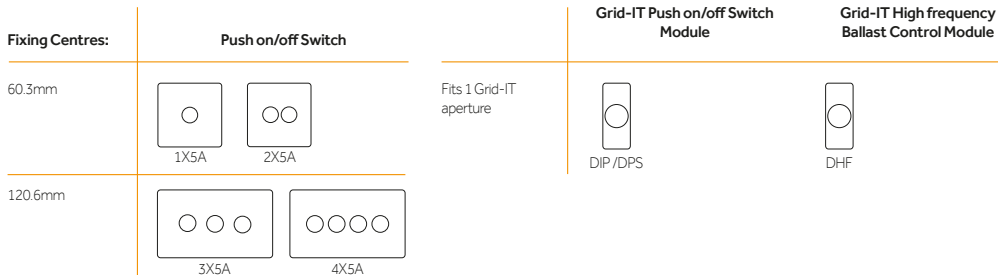 Fixing Centres:
Push on/off Switch
60.3mm
1X5A
2X5A
120.6mm
3X5A
4X5A
Grid-IT Push on/off Switch
Module
Grid-IT High frequency
Ballast Control Module
Fits 1 Grid-IT
aperture
DIP /DPS
DHF